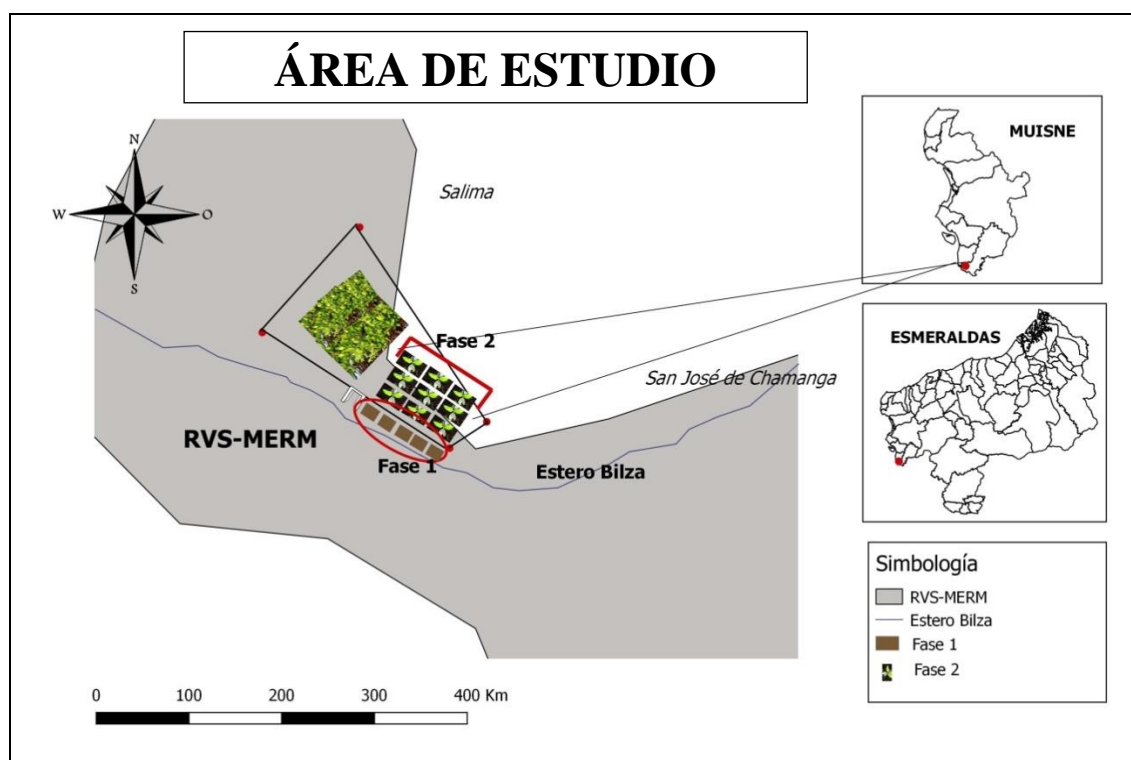 ÁREA DE ESTUDIO
N
W
O
S
Salima
Fase 2
San José de Chamanga
RVS-MERM
Fase 1
Estero Bilza
0 100 200 300 400 Km
MUISNE
ESMERALDAS
Simbología
RVS-MERM
Estero Bilza
Fase 1
Fase 2